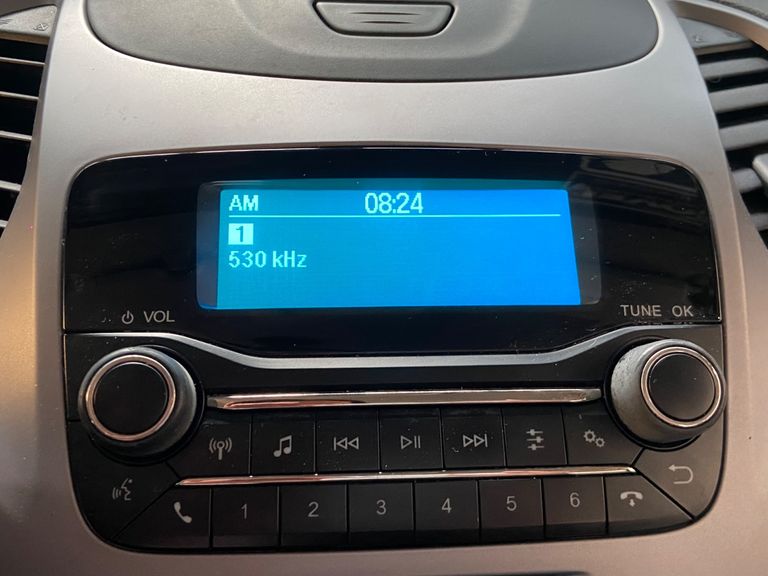 AM 08:24
1
530 kHz
VOL
TUNE OK
1 2 3 4 5 6